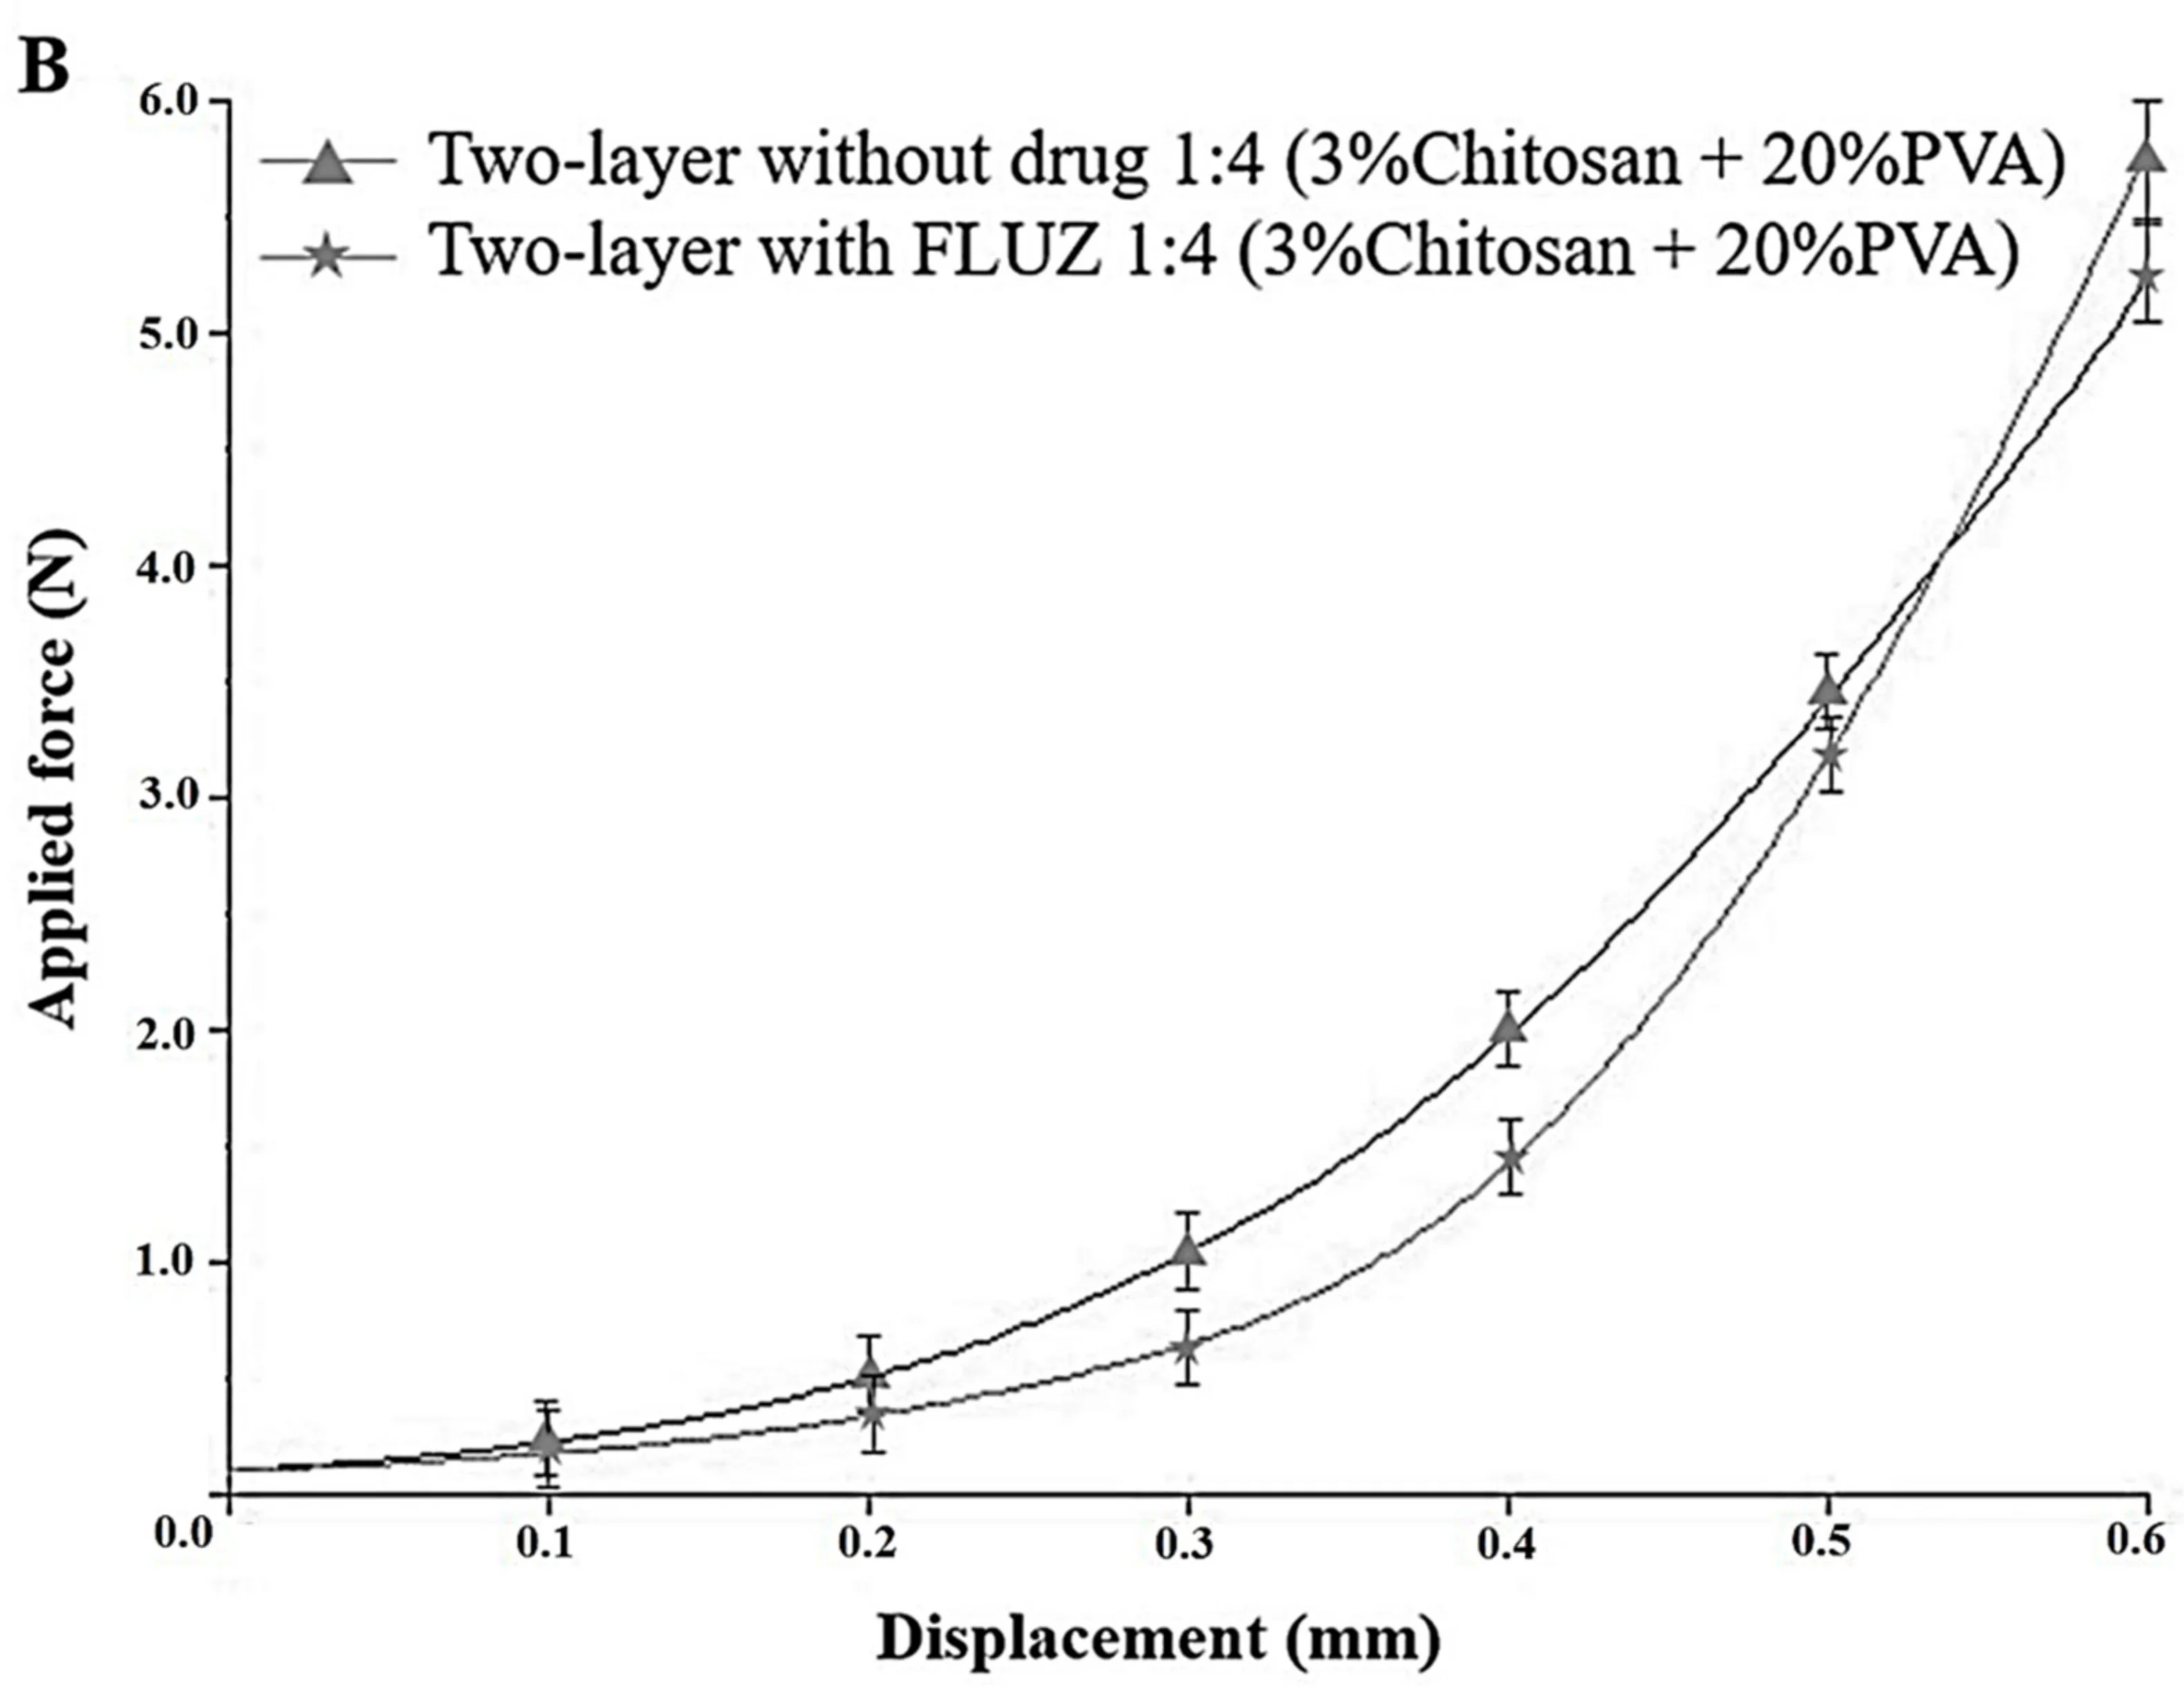 B
6.0
Two-layer without drug 1:4 (3%Chitosan + 20%PVA)
Two-layer with FLUZ 1:4 (3%Chitosan + 20%PVA)
5.0
4.0
3.0
2.0
1.0
0.0 0.1 0.2 0.3 0.4 0.5 0.6
Applied force (N)
Displacement (mm)